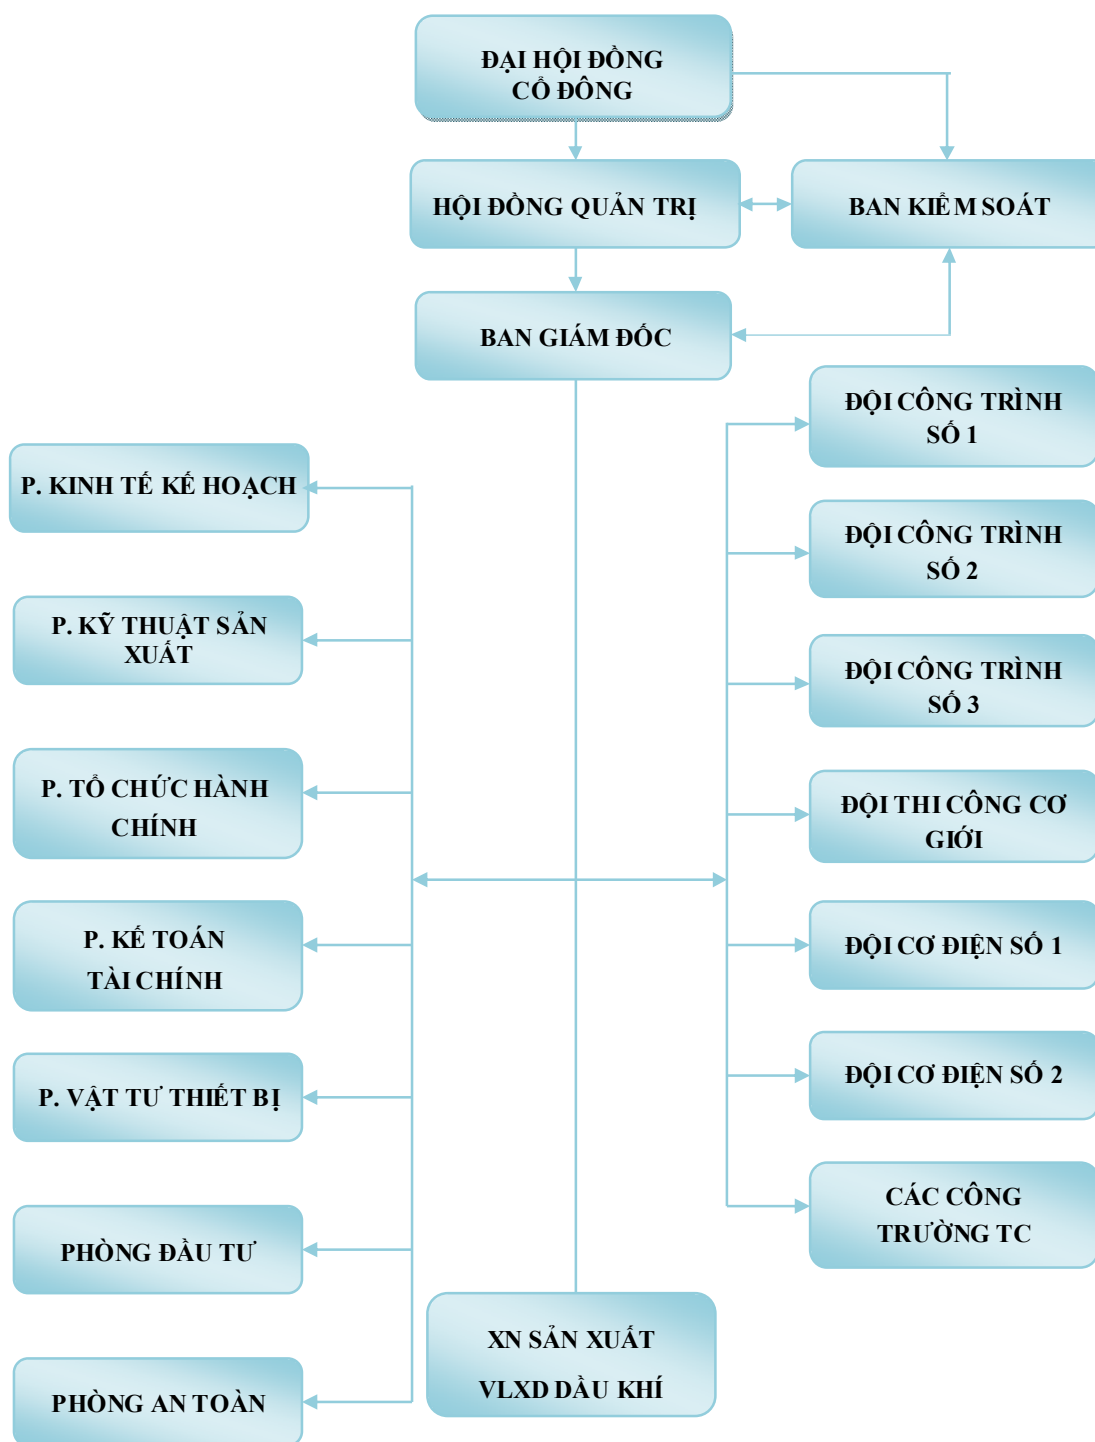 ĐẠI HỘI ĐỒNG
CỔ ĐÔNG
HỘI ĐỒNG QUẢN TRỊ
BAN KIỂM SOÁT
BAN GIÁM ĐỐC
P. KINH TẾ KẾ HOẠCH
P. KỸ THUẬT SẢN
XUẤT
P. TỔ CHỨC HÀNH
CHÍNH
P. KẾ TOÁN
TÀI CHÍNH
P. VẬT TƯ THIẾT BỊ
PHÒNG ĐẦU TƯ
PHÒNG AN TOÀN
ĐỘI CÔNG TRÌNH
SỐ 1
ĐỘI CÔNG TRÌNH
SỐ 2
ĐỘI CÔNG TRÌNH
SỐ 3
ĐỘI THI CÔNG CƠ
GIỚI
ĐỘI CƠ ĐIỆN SỐ 1
ĐỘI CƠ ĐIỆN SỐ 2
CÁC CÔNG
TRƯỜNG TC
XN SẢN XUẤT
VLXD DẦU KHÍ